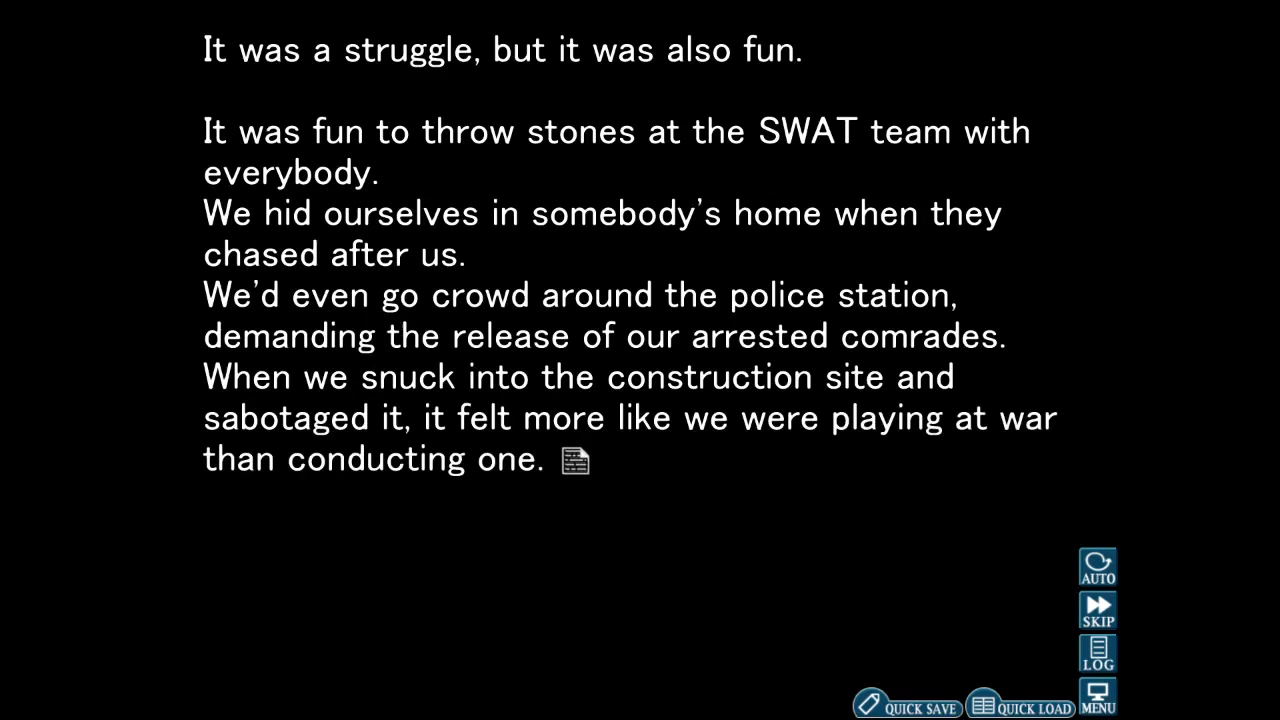 It was a struggle, but it was also fun.
It was fun to throw stones at the SWAT team with
everybody.
We hid ourselves in somebody's home when they
chased after us.
We'd even go crowd around the police station,
demanding the release of our arrested comrades.
When we snuck into the construction site and
sabotaged it, it felt more like we were playing at war
than conducting one.
AUTO
SKIP
LOG
MENU
QUICK SAVE
QUICK LOAD